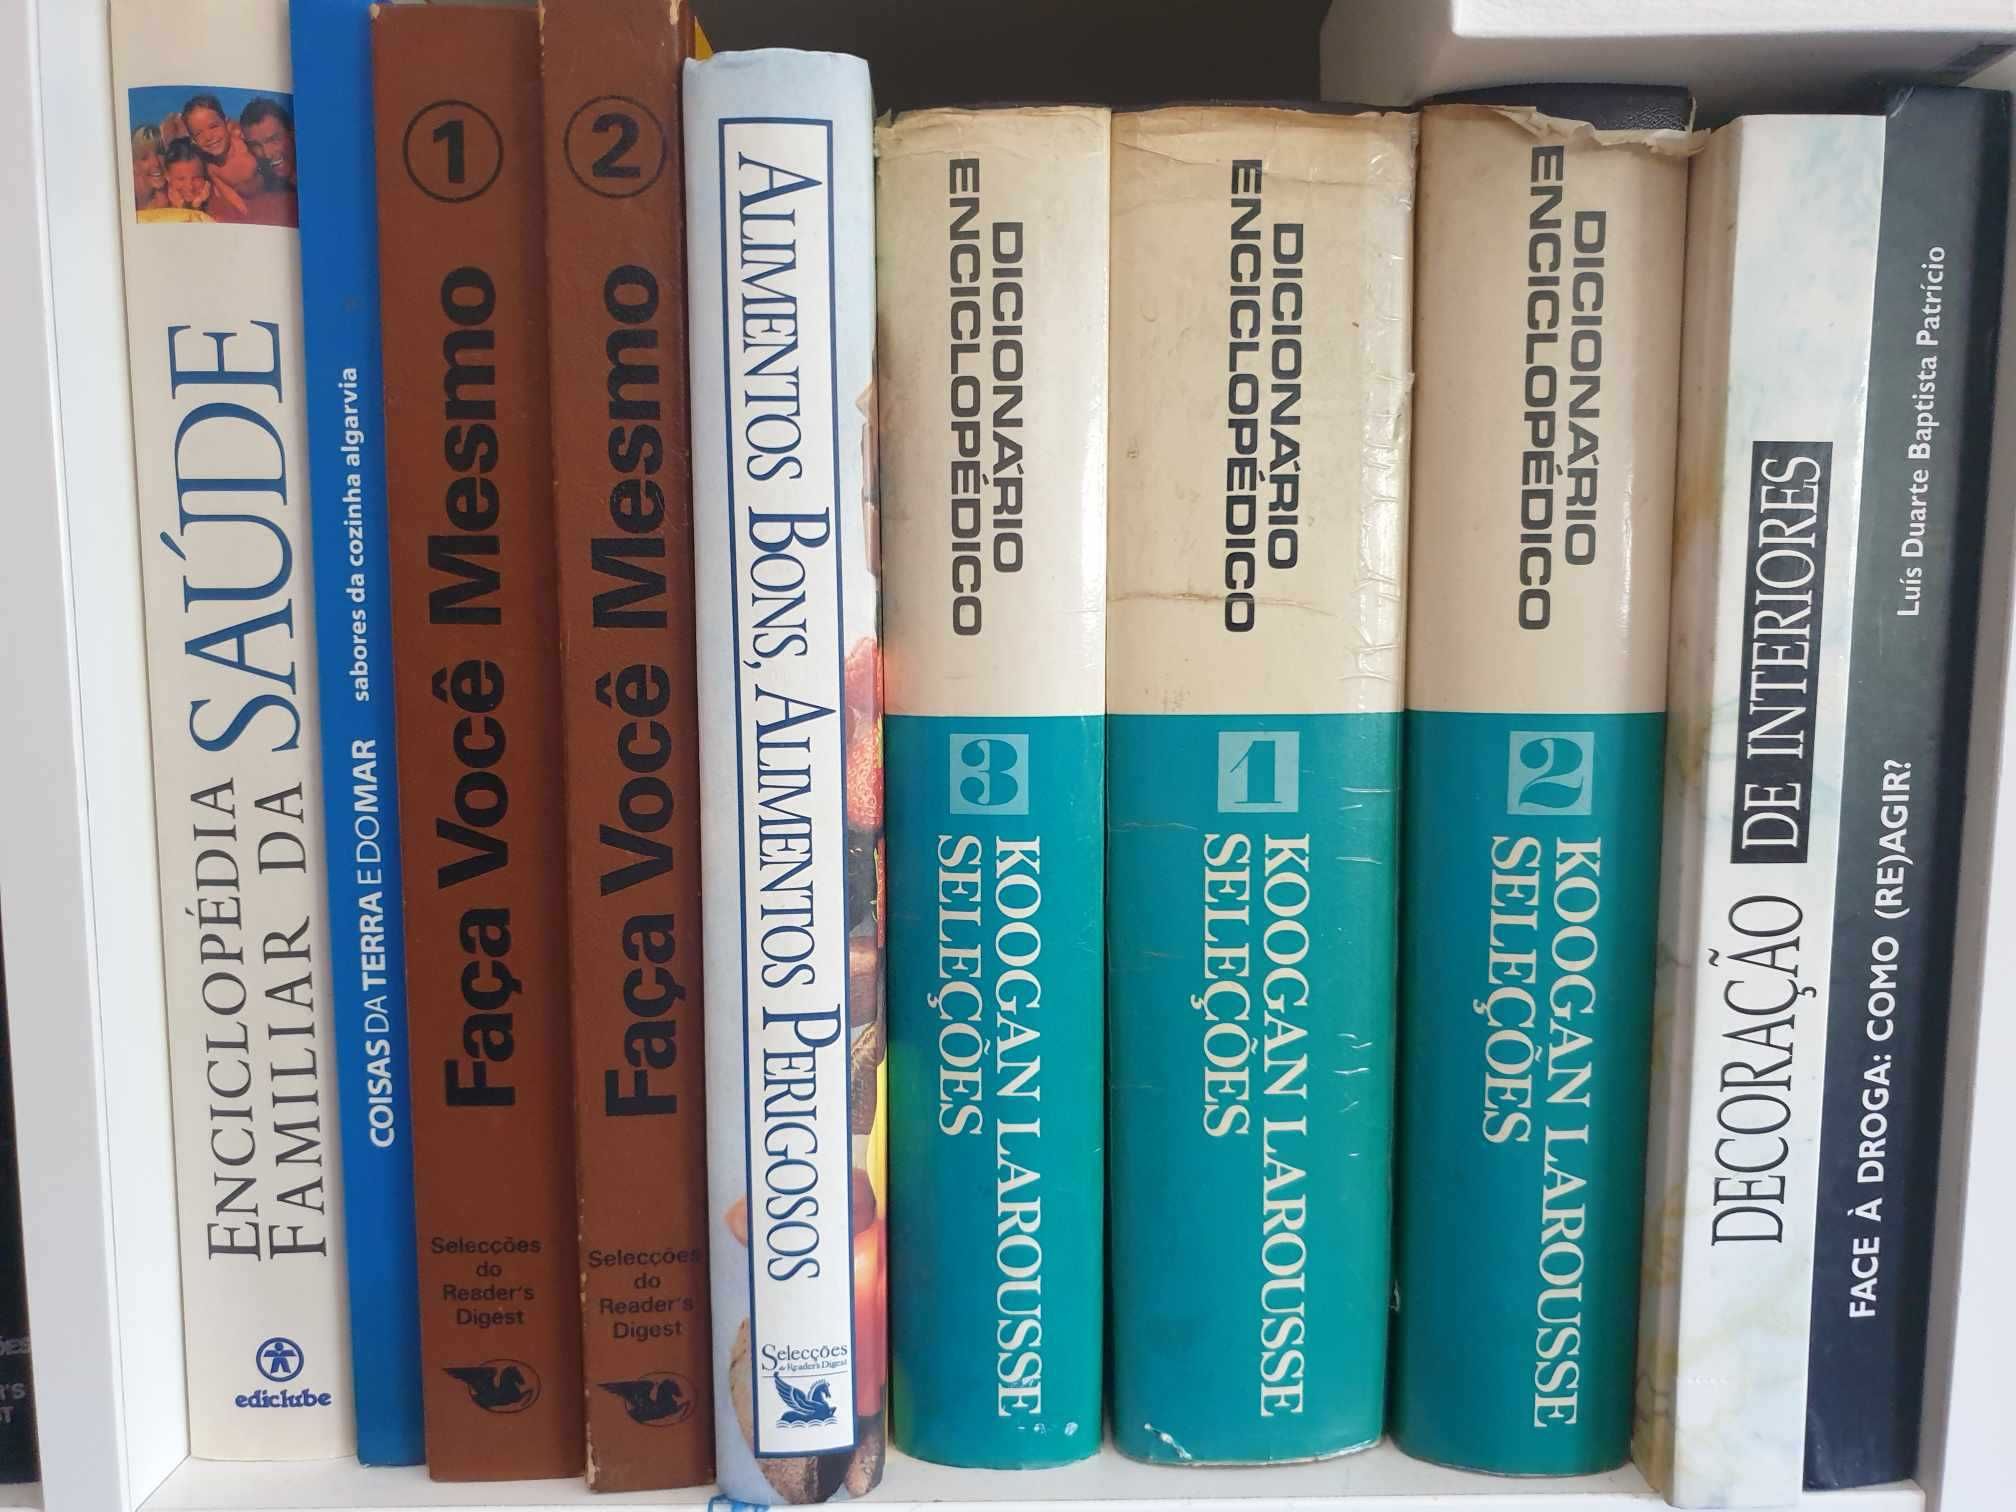 ENCICLOPÉDIA
FAMILIAR DA
SAÚDE
ediclube
COISAS DA TERRA E DO MAR sabores da cozinha algarvia
1
Faça Você Mesmo
Selecções
do
Reader's
Digest
2
Faça Você Mesmo
Selecções
do
Reader's
Digest
ALIMENTOS BONS, ALIMENTOS PERIGOSOS
Selecções
do Reader's Digest
DICIONÁRIO
ENCICLOPÉDICO
3
KOOGAN LAROUSSE
SELEÇÕES
DICIONÁRIO
ENCICLOPÉDICO
1
KOOGAN LAROUSSE
SELEÇÕES
DICIONÁRIO
ENCICLOPÉDICO
2
KOOGAN LAROUSSE
SELEÇÕES
DECORAÇÃO DE INTERIORES
FACE À DROGA: COMO (RE)AGIR? Luís Duarte Baptista Patrício